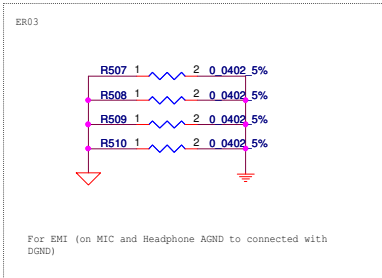 ER03
R507 1 2 0_0402_5%
R508 1 2 0_0402_5%
R509 1 2 0_0402_5%
R510 1 2 0_0402_5%
For EMI (on MIC and Headphone AGND to connected with
DGND)